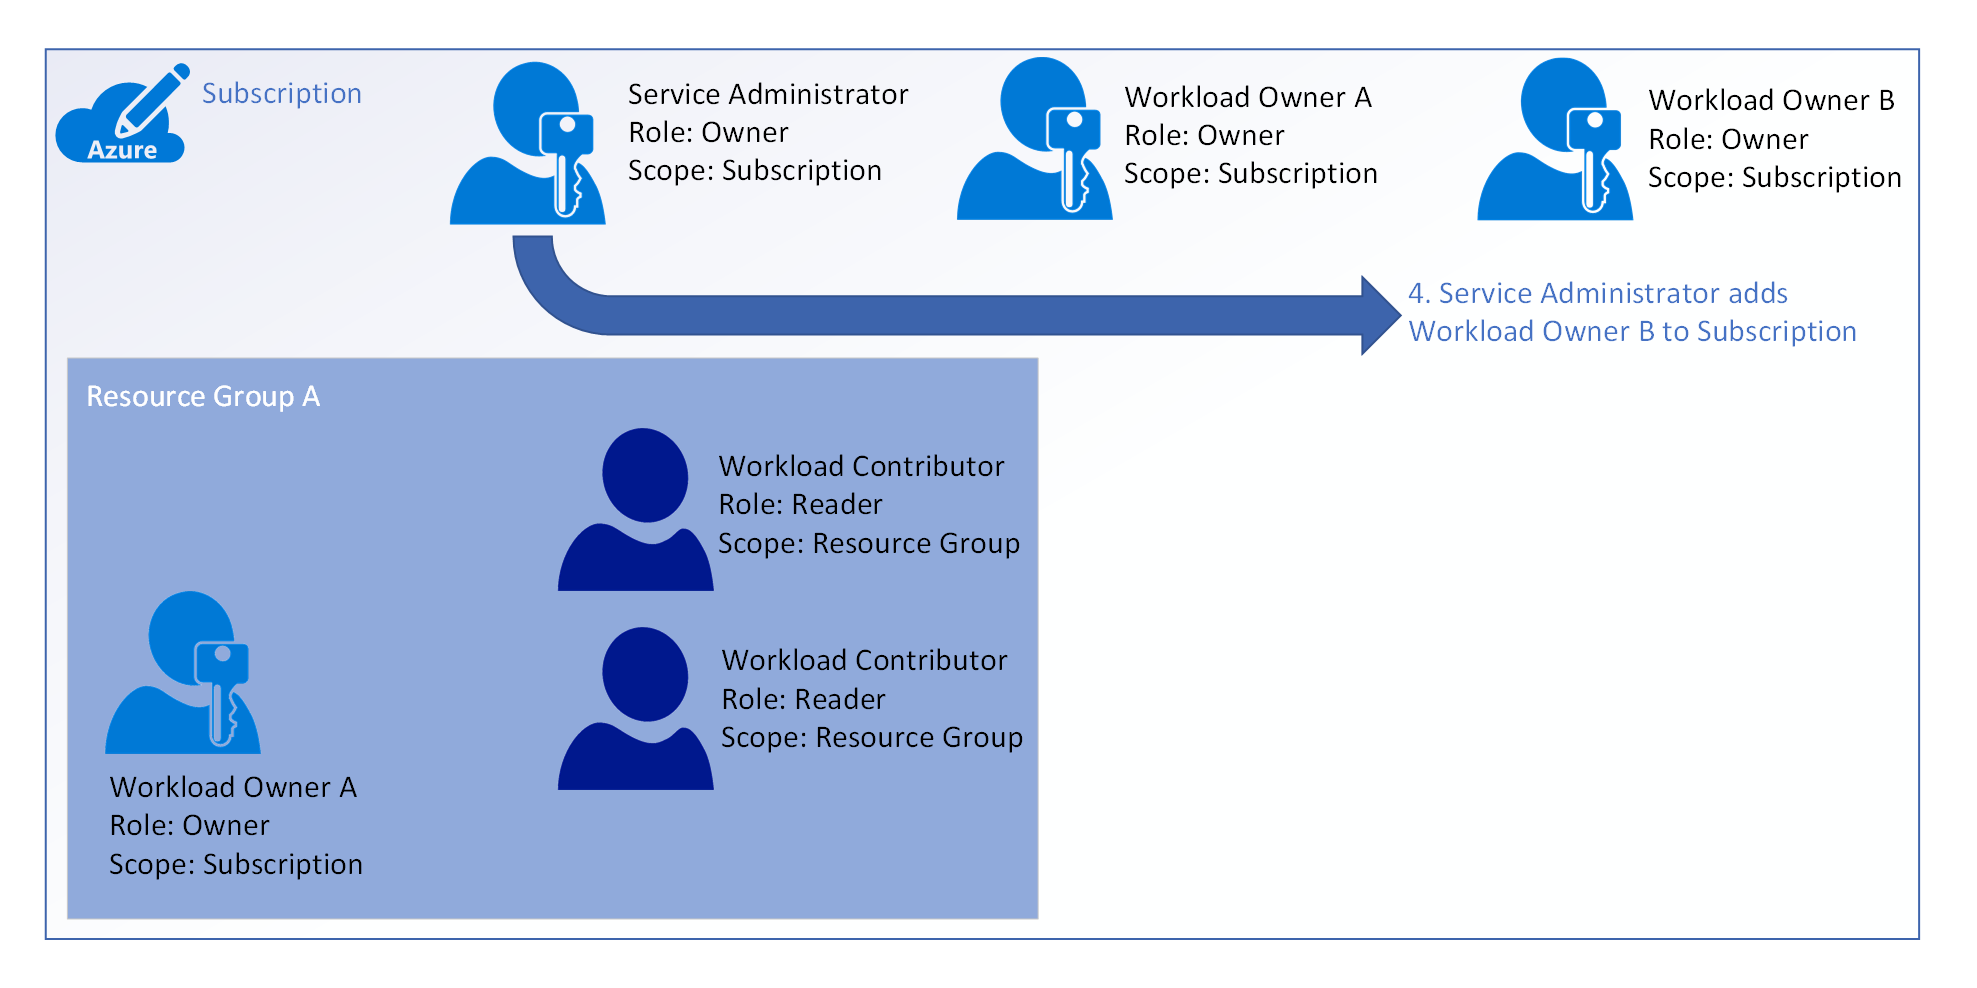 Azure
Subscription
Service Administrator
Role: Owner
Scope: Subscription
Workload Owner A
Role: Owner
Scope: Subscription
Workload Owner B
Role: Owner
Scope: Subscription
4. Service Administrator adds
Workload Owner B to Subscription
Resource Group A
Workload Contributor
Role: Reader
Scope: Resource Group
Workload Contributor
Role: Reader
Scope: Resource Group
Workload Owner A
Role: Owner
Scope: Subscription